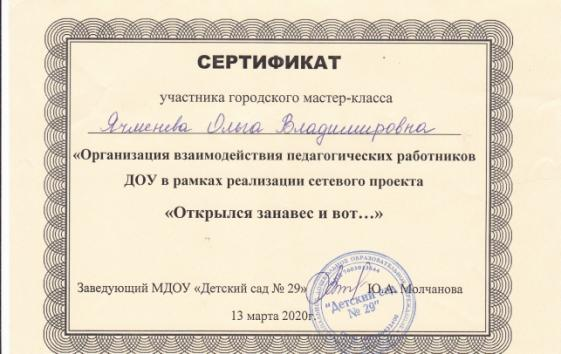 СЕРТИФИКАТ
участника городского мастер-класса
Ячменева Ольга Владимировна
«Организация взаимодействия педагогических работников
ДОУ в рамках реализации сетевого проекта
«Открылся занавес и вот…»
Заведующий МДОУ «Детский сад № 29» Ю.А. Молчанова
"Детский сад
№ 29"
13 марта 2020г.